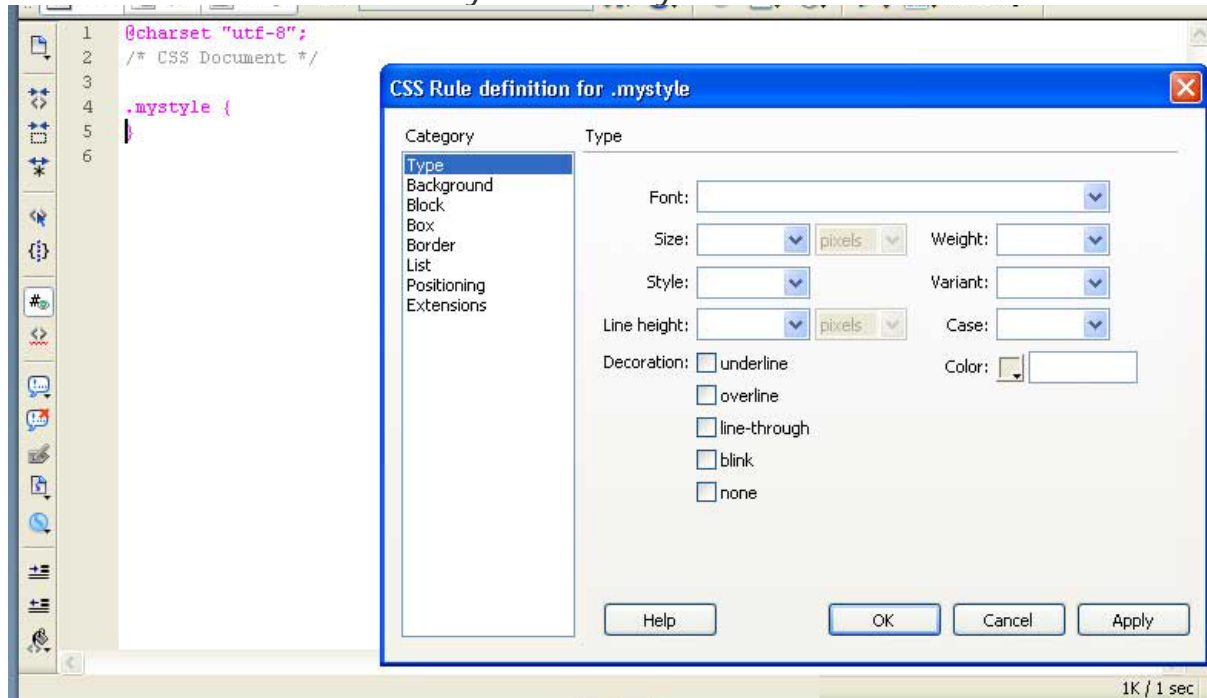 1 @charset "utf-8";
2 /* CSS Document */
3
4 .mystyle {
5 }
6
CSS Rule definition for .mystyle
Category
Type
Type
Background
Block
Box
Border
List
Positioning
Extensions
Font:
Size: pixels Weight:
Style: Variant:
Line height: pixels Case:
Decoration: underline Color:
overline
line-through
blink
none
Help OK Cancel Apply
1K / 1 sec